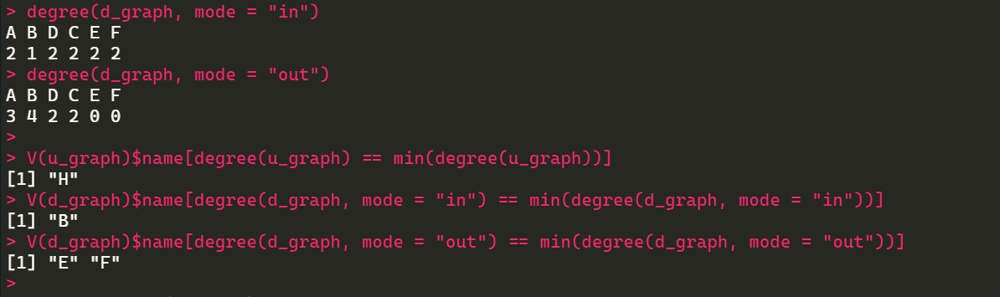 > degree(d_graph, mode = "in")
A B D C E F
2 1 2 2 2 2
> degree(d_graph, mode = "out")
A B D C E F
3 4 2 2 0 0
>
> V(u_graph)$name[degree(u_graph) == min(degree(u_graph))]
[1] "H"
> V(d_graph)$name[degree(d_graph, mode = "in") == min(degree(d_graph, mode = "in"))]
[1] "B"
> V(d_graph)$name[degree(d_graph, mode = "out") == min(degree(d_graph, mode = "out"))]
[1] "E" "F"
>